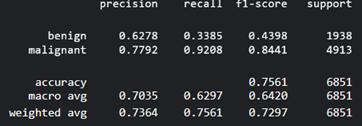 precision recall f1-score support
benign 0.6278 0.3385 0.4398 1938
malignant 0.7792 0.9208 0.8441 4913
accuracy 0.7561 6851
macro avg 0.7035 0.6297 0.6420 6851
weighted avg 0.7364 0.7561 0.7297 6851